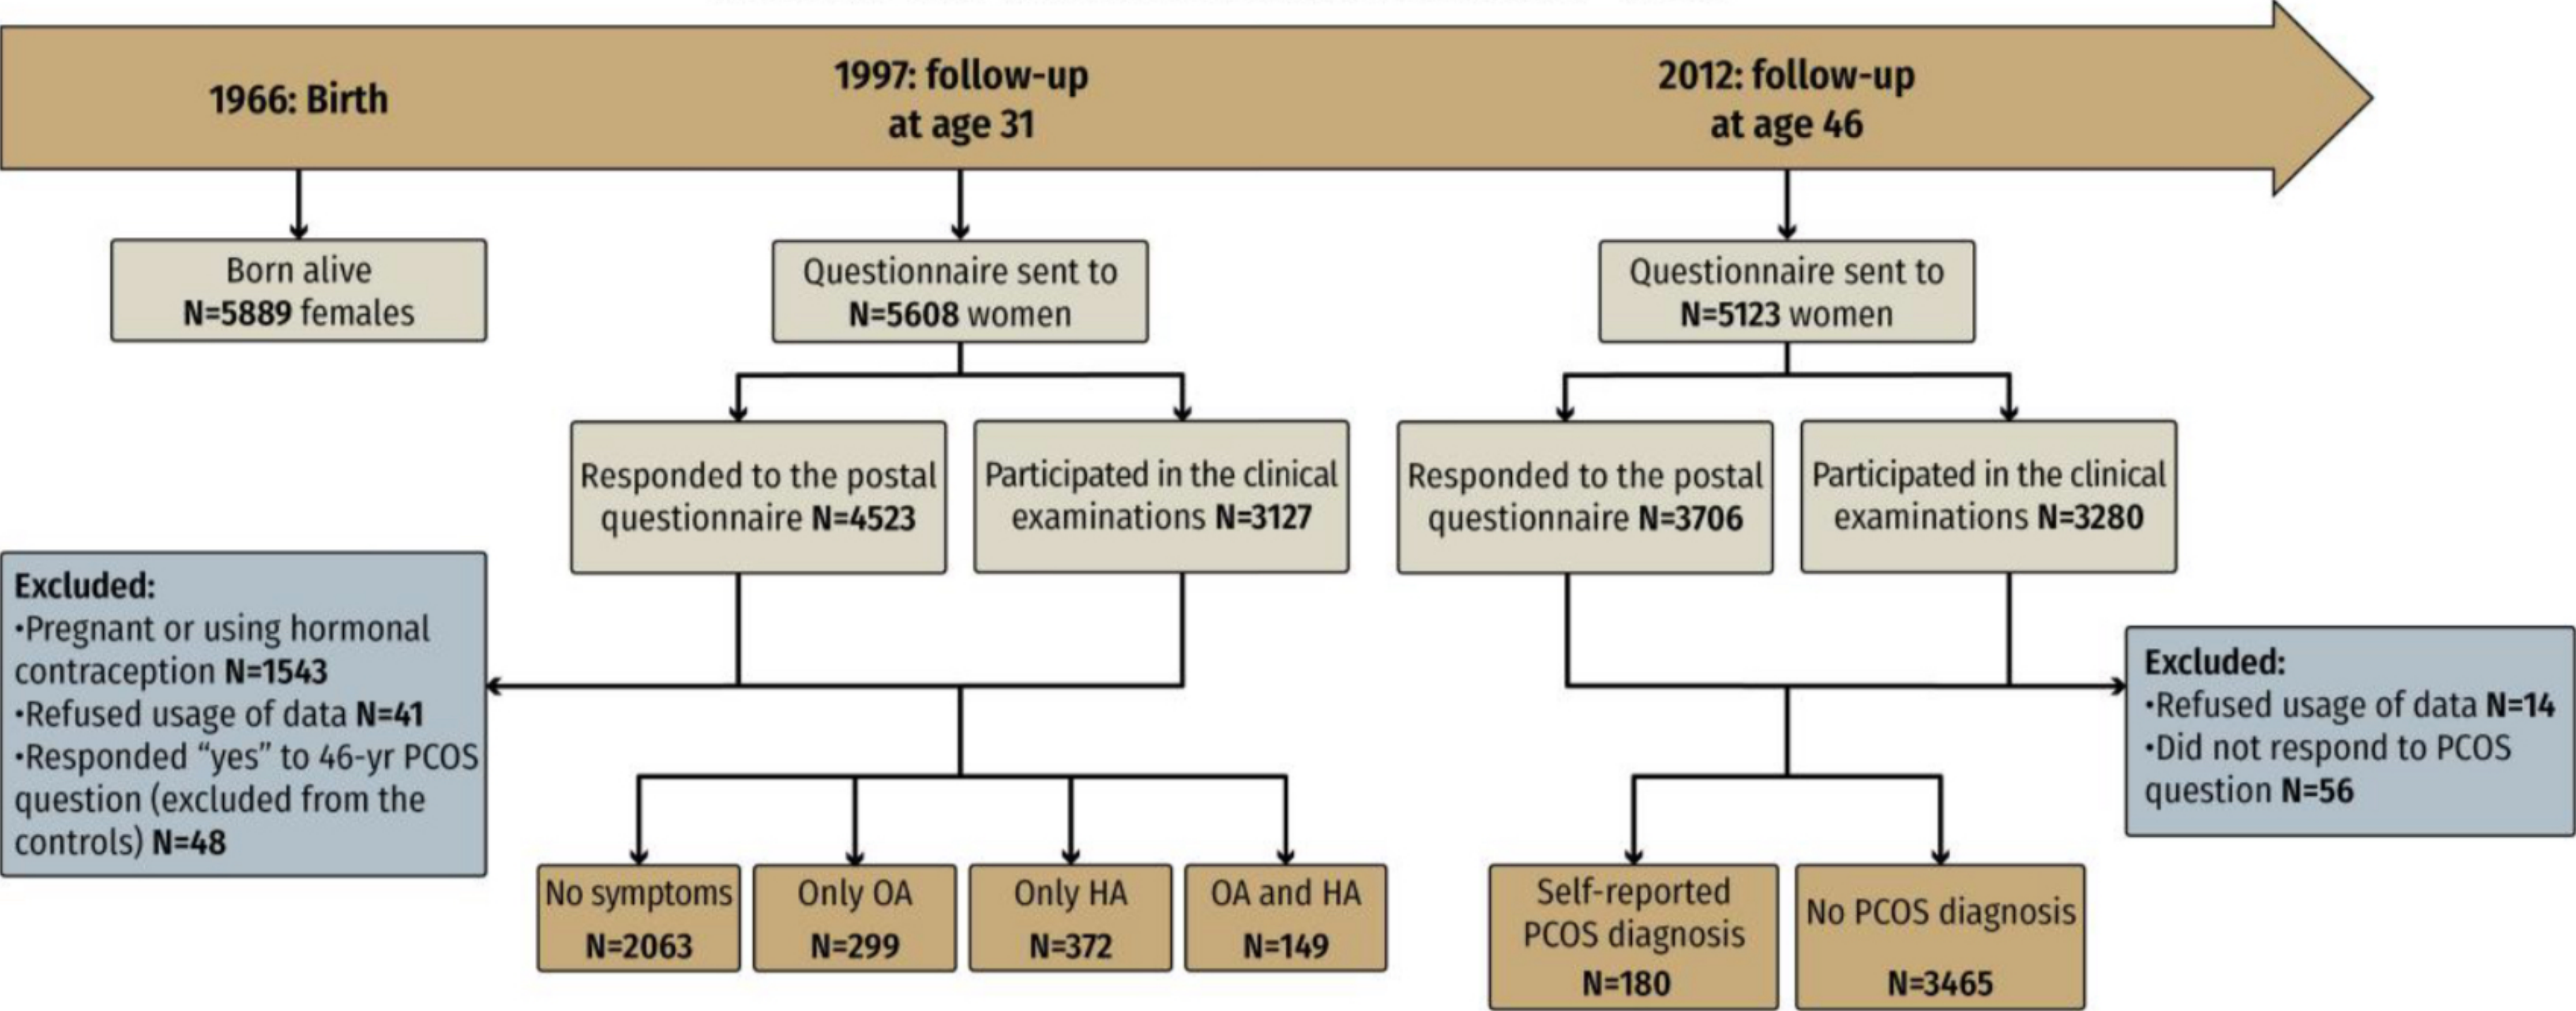 1966: Birth
1997: follow-up
at age 31
2012: follow-up
at age 46
Born alive
N=5889 females
Questionnaire sent to
N=5608 women
Questionnaire sent to
N=5123 women
Responded to the postal
questionnaire N=4523
Participated in the clinical
examinations N=3127
Responded to the postal
questionnaire N=3706
Participated in the clinical
examinations N=3280
Excluded:
•Pregnant or using hormonal
contraception N=1543
•Refused usage of data N=41
•Responded “yes” to 46-yr PCOS
question (excluded from the
controls) N=48
Excluded:
•Refused usage of data N=14
•Did not respond to PCOS
question N=56
No symptoms
N=2063
Only OA
N=299
Only HA
N=372
OA and HA
N=149
Self-reported
PCOS diagnosis
N=180
No PCOS diagnosis
N=3465